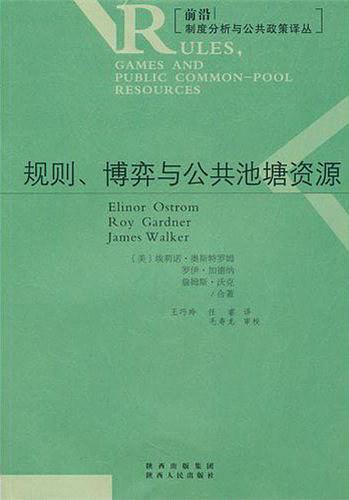 前沿
制度分析与公共政策译丛
RULES,
GAMES AND
PUBLIC COMMON-POOL
RESOURCES
规则、博弈与公共池塘资源
Elinor Ostrom
Roy Gardner
James Walker
〔美〕埃莉诺·奥斯特罗姆
罗伊·加德纳
詹姆斯·沃克
/合著
王巧玲 任睿 译
毛寿龙 审校
陕西出版集团
陕西人民出版社